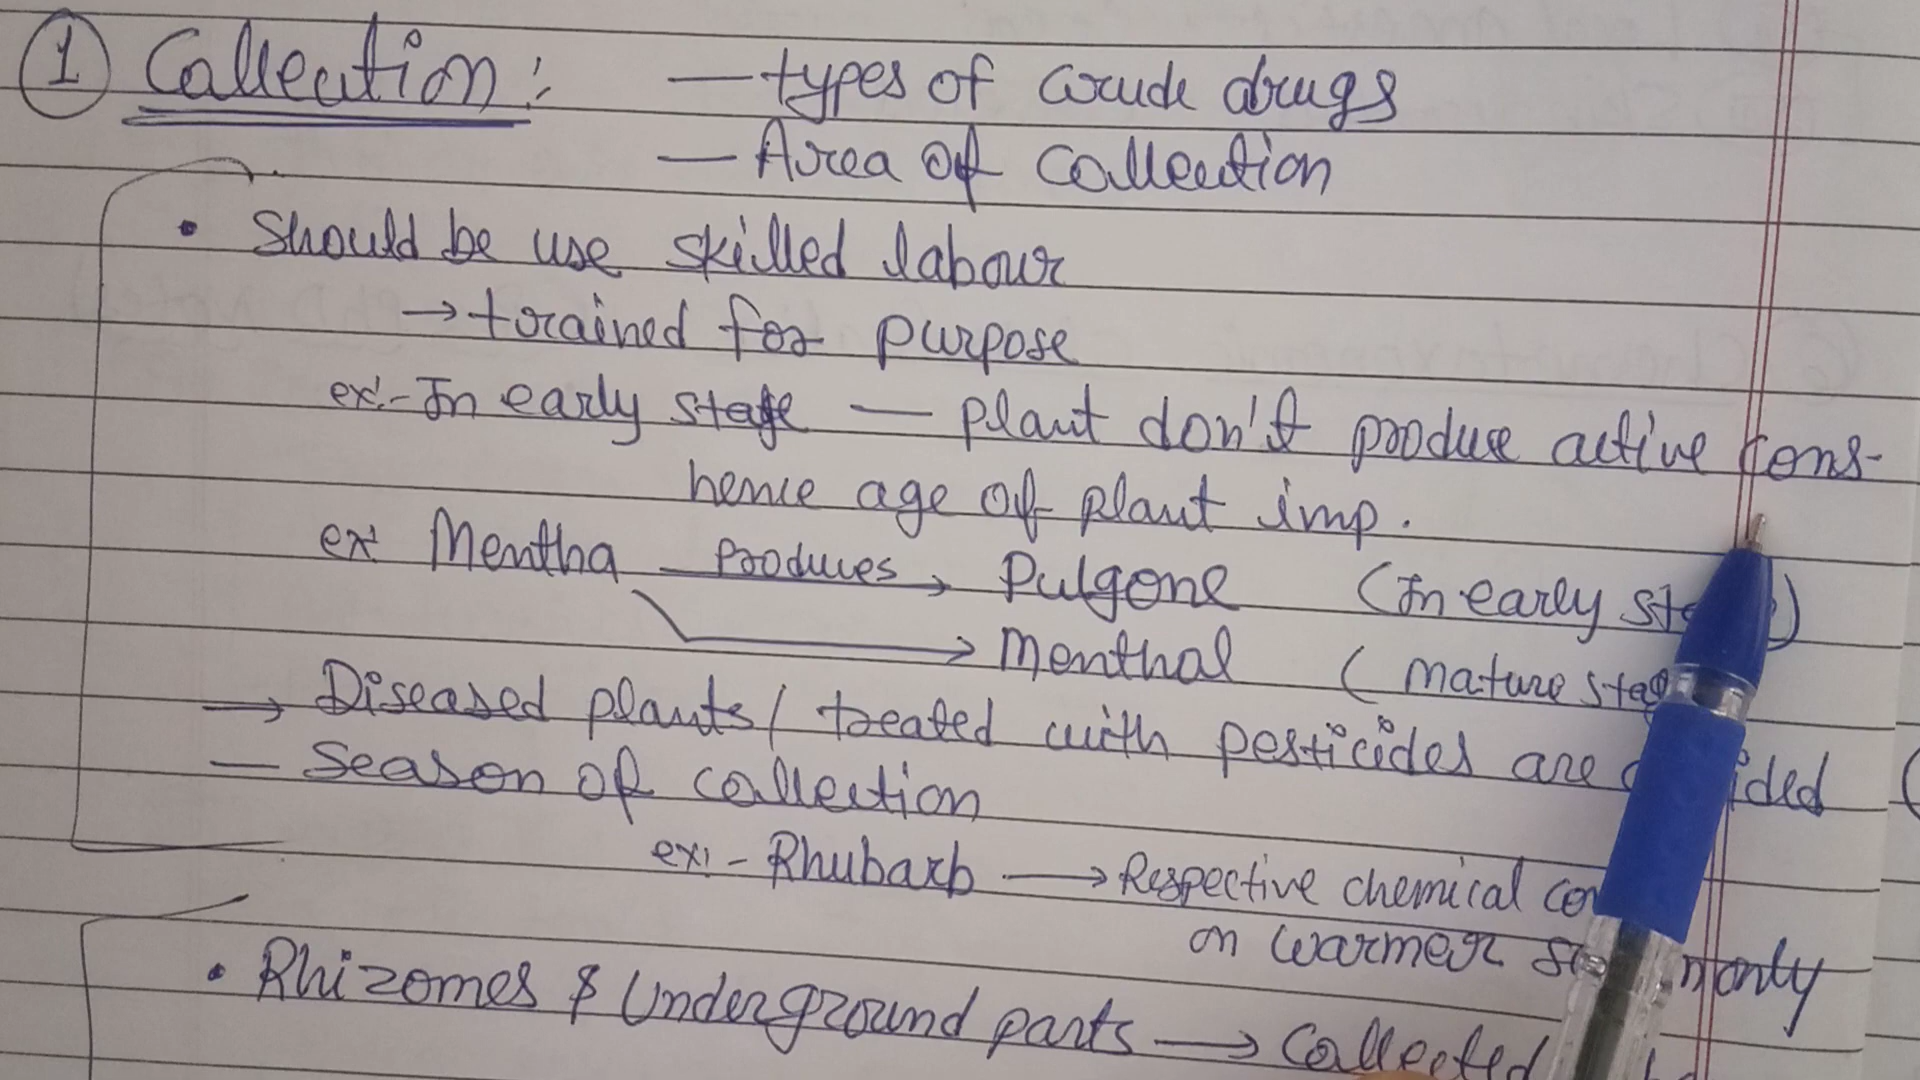 1 Collection :- — types of crude drugs
— Area of collection
• Should be use skilled labour
→ trained for purpose
ex:- In early stage — plant don't produce active cons-
hence age of plant imp.
ex Mentha produces → Pulgone (In early
→ Menthal (mature stag
→ Diseased plants / treated with pesticides are
— Season of collection
ex:- Rhubarb → Respective chemical
on warmer only
• Rhizomes & Underground parts → Collected